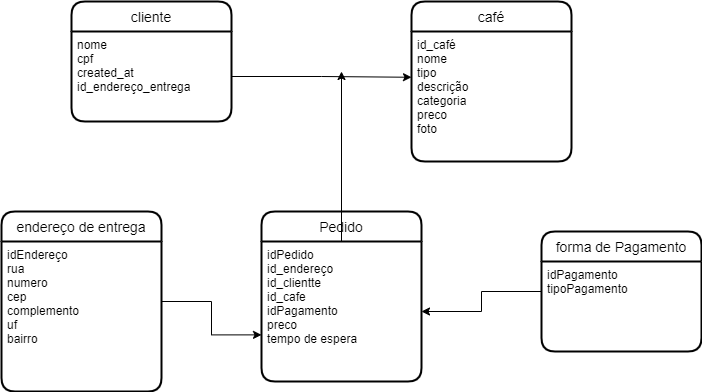 cliente
nome
cpf
created_at
id_endereço_entrega
café
id_café
nome
tipo
descrição
categoria
preco
foto
endereço de entrega
idEndereço
rua
numero
cep
complemento
uf
bairro
Pedido
idPedido
id_endereço
id_clientte
id_cafe
idPagamento
preco
tempo de espera
forma de Pagamento
idPagamento
tipoPagamento